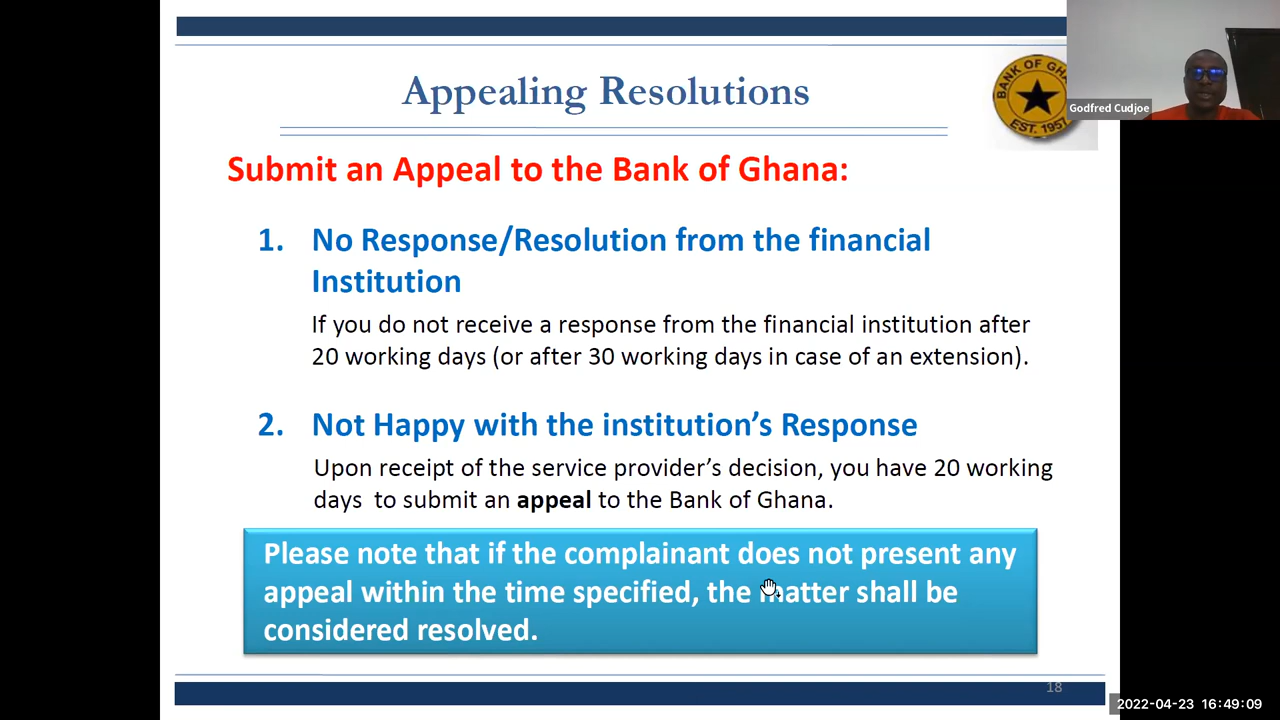 Appealing Resolutions
BANK OF GH
EST. 1957
Godfred Cudjoe
Submit an Appeal to the Bank of Ghana:
1. No Response/Resolution from the financial
Institution
If you do not receive a response from the financial institution after
20 working days (or after 30 working days in case of an extension).
2. Not Happy with the institution’s Response
Upon receipt of the service provider’s decision, you have 20 working
days to submit an appeal to the Bank of Ghana.
Please note that if the complainant does not present any
appeal within the time specified, the matter shall be
considered resolved.
18
2022-04-23 16:49:09